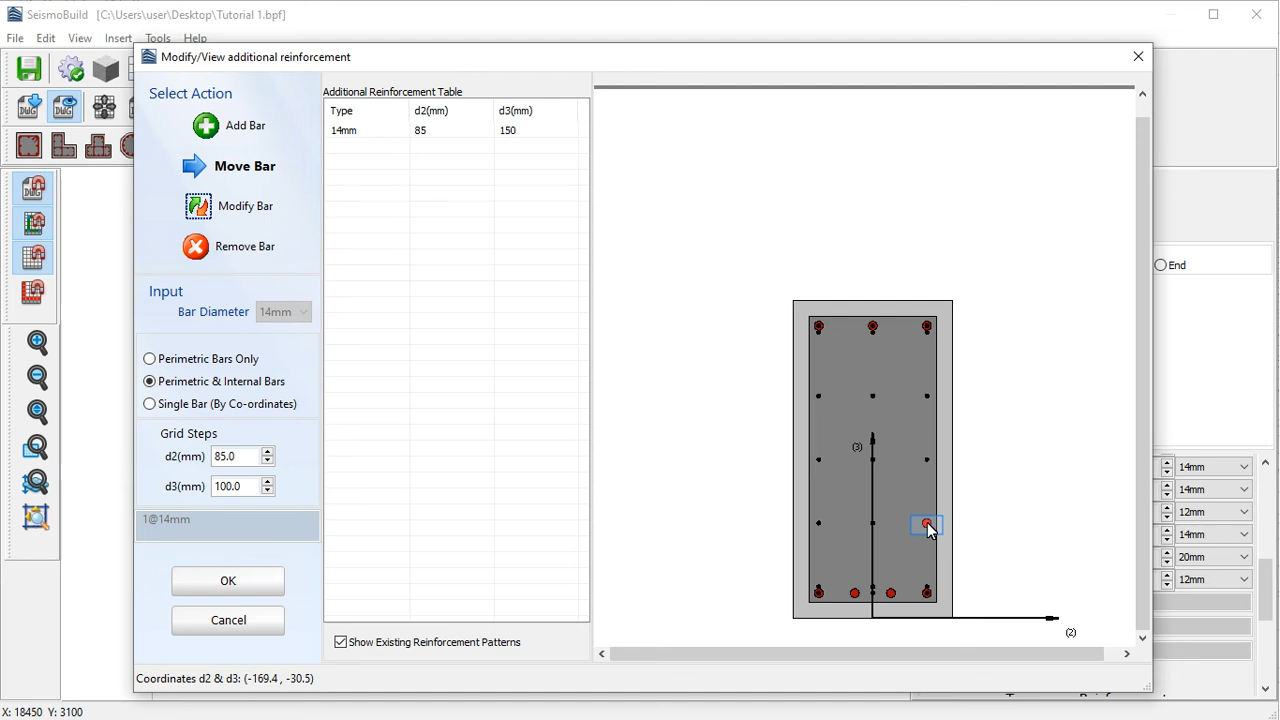 SeismoBuild [C:\Users\user\Desktop\Tutorial 1.bpf]
File Edit View Insert Tools Help
Modify/View additional reinforcement
Select Action
Add Bar
Move Bar
Modify Bar
Remove Bar
Input
Bar Diameter 14mm
Perimetric Bars Only
Perimetric & Internal Bars
Single Bar (By Co-ordinates)
Grid Steps
d2(mm) 85.0
d3(mm) 100.0
1@14mm
OK
Cancel
Additional Reinforcement Table
Type d2(mm) d3(mm)
14mm 85 150
Show Existing Reinforcement Patterns
(3)
(2)
Coordinates d2 & d3: (-169.4 , -30.5)
DWG
DWG
DWG
End
14mm
14mm
12mm
14mm
20mm
12mm
X: 18450 Y: 3100